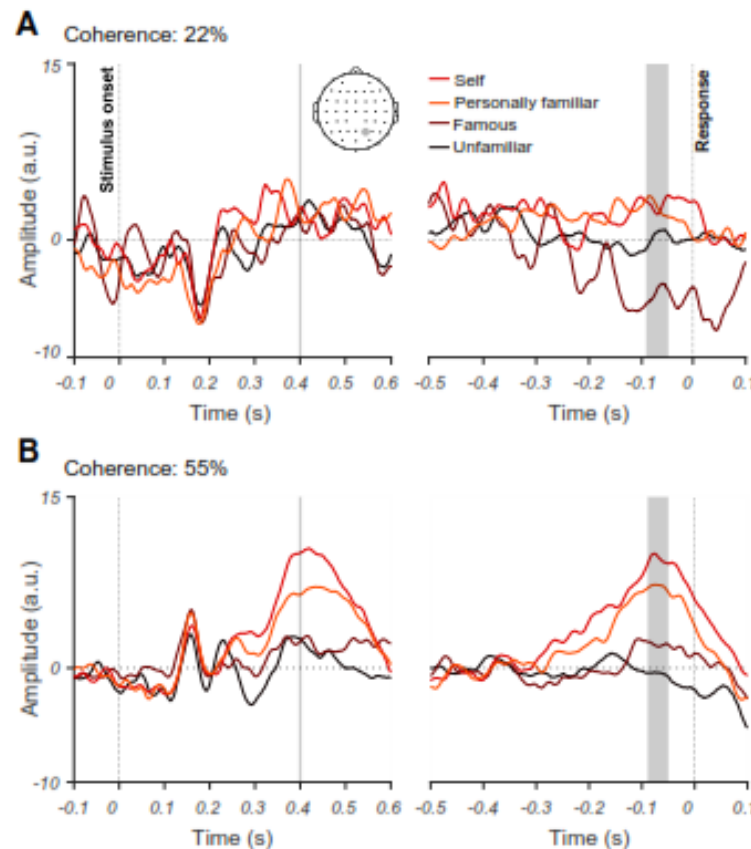 A
Coherence: 22%
15
0
-10
Amplitude (a.u.)
Stimulus onset
Self
Personally familiar
Famous
Unfamiliar
Response
-0.1 0 0.1 0.2 0.3 0.4 0.5 0.6
Time (s)
-0.5 -0.4 -0.3 -0.2 -0.1 0 0.1
Time (s)
B
Coherence: 55%
15
0
-10
Amplitude (a.u.)
-0.1 0 0.1 0.2 0.3 0.4 0.5 0.6
Time (s)
-0.5 -0.4 -0.3 -0.2 -0.1 0 0.1
Time (s)